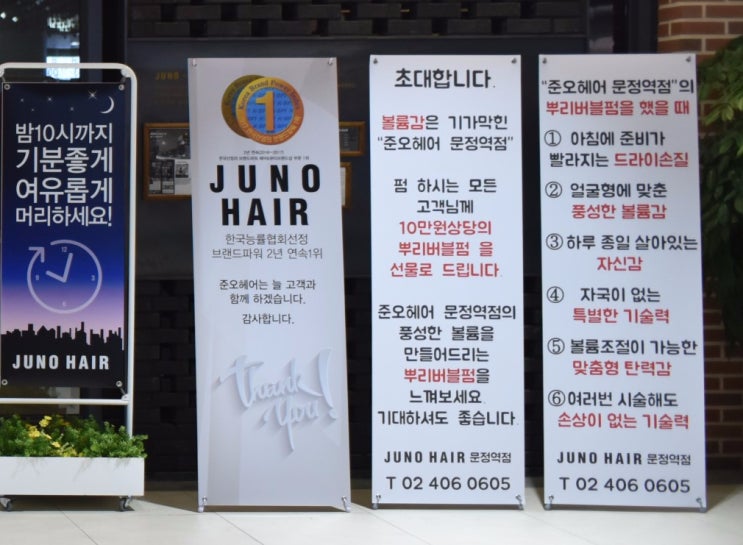 밤10시까지
기분좋게
여유롭게
머리하세요!
JUNO HAIR
Korea Brand Power Index
1
JUNO
HAIR
한국능률협회선정
브랜드파워 2년 연속1위
준오헤어는 늘 고객과
함께 하겠습니다.
감사합니다.
Thank
You!
초대합니다.
볼륨감은 기가막힌
“준오헤어 문정역점”
펌 하시는 모든
고객님께
10만원상당의
뿌리버블펌 을
선물로 드립니다.
준오헤어 문정역점의
풍성한 볼륨을
만들어드리는
뿌리버블펌을
느껴보세요
기대하셔도 좋습니다.
JUNO HAIR 문정역점
T 02 406 0605
“준오헤어 문정역점”의
뿌리버블펌을 했을 때
① 아침에 준비가
빨라지는 드라이손질
② 얼굴형에 맞춘
풍성한 볼륨감
③ 하루 종일 살아있는
자신감
④ 자국이 없는
특별한 기술력
⑤ 볼륨조절이 가능한
맞춤형 탄력감
⑥ 여러번 시술해도
손상이 없는 기술력
JUNO HAIR 문정역점
T 02 406 0605